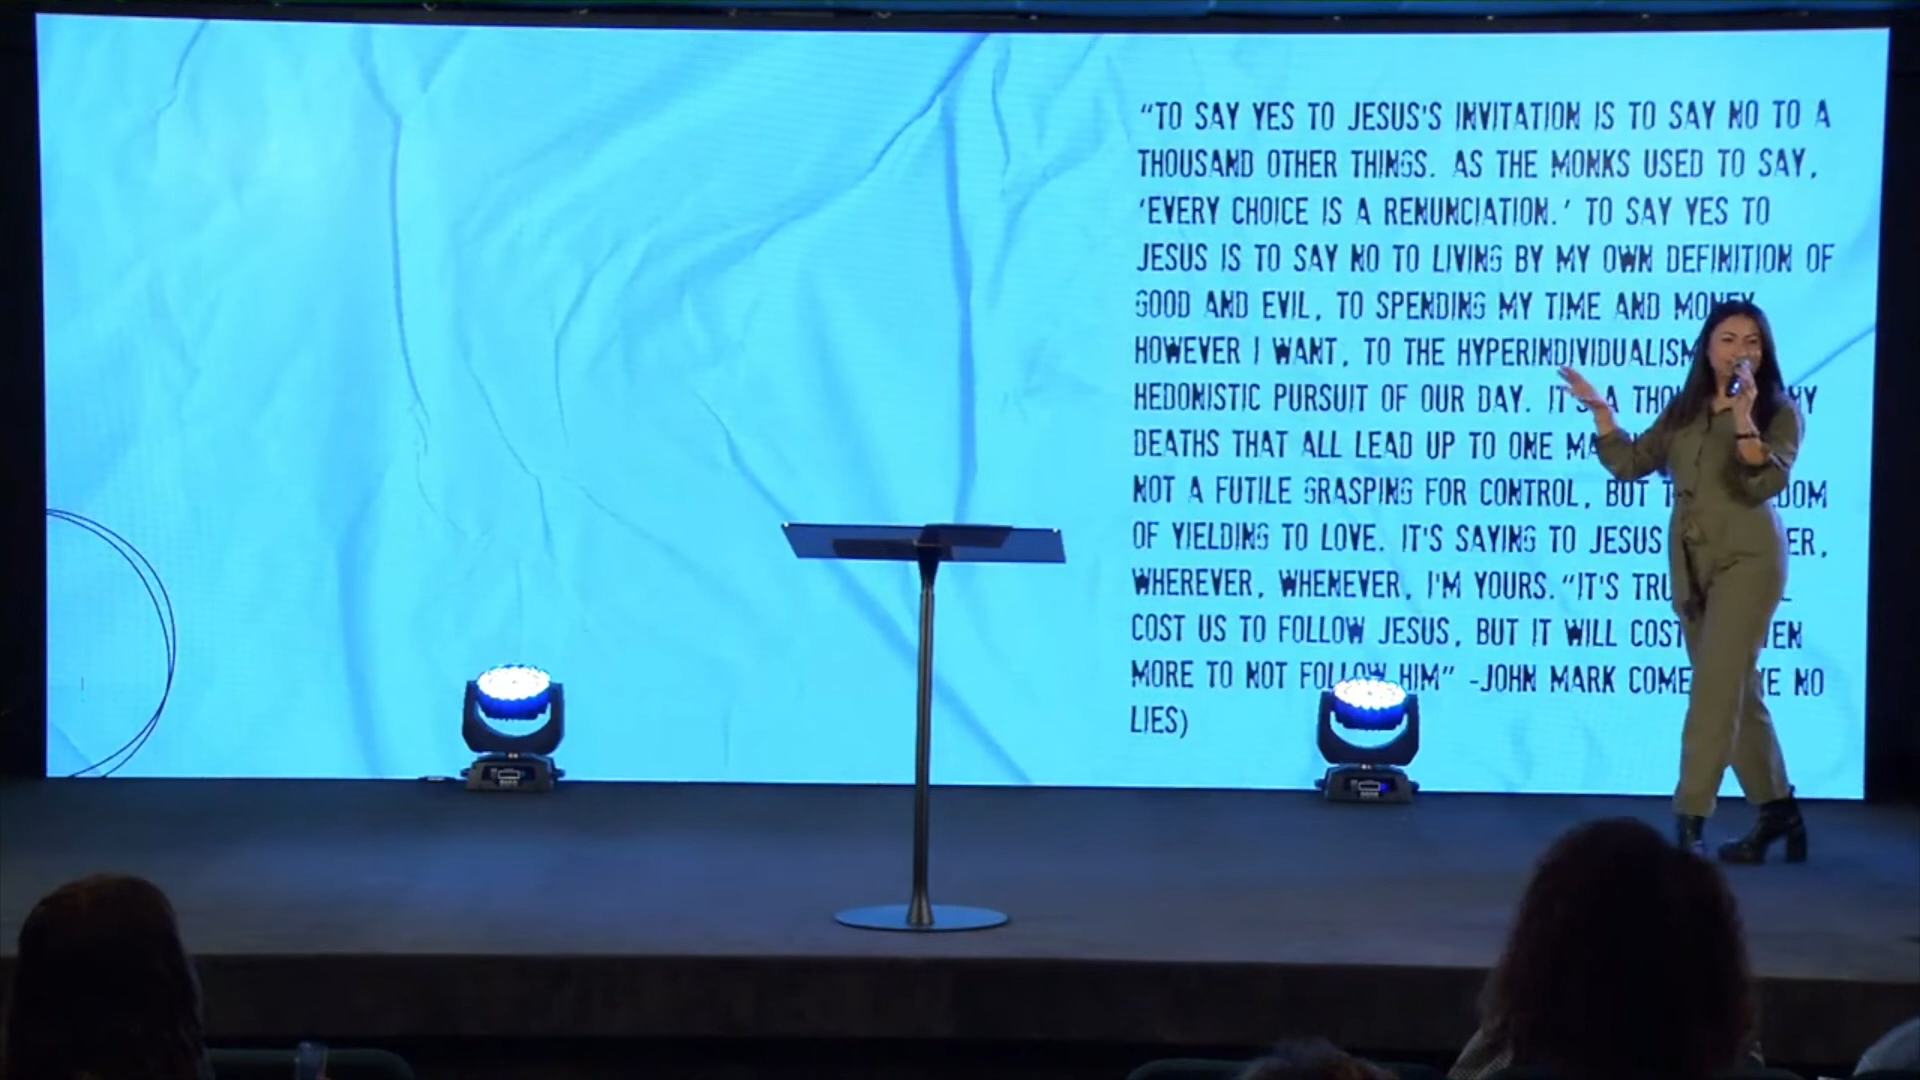 “TO SAY YES TO JESUS'S INVITATION IS TO SAY NO TO A
THOUSAND OTHER THINGS. AS THE MONKS USED TO SAY,
‘EVERY CHOICE IS A RENUNCIATION.’ TO SAY YES TO
JESUS IS TO SAY NO TO LIVING BY MY OWN DEFINITION OF
GOOD AND EVIL, TO SPENDING MY TIME AND MONEY
HOWEVER I WANT, TO THE HYPERINDIVIDUALISM
HEDONISTIC PURSUIT OF OUR DAY. IT'S A
DEATHS THAT ALL LEAD UP TO ONE
NOT A FUTILE GRASPING FOR CONTROL, BUT
OF YIELDING TO LOVE. IT'S SAYING TO JESUS
WHEREVER, WHENEVER, I'M YOURS. “IT'S
COST US TO FOLLOW JESUS, BUT IT WILL COST
MORE TO NOT FOLLOW HIM” -JOHN MARK NO
LIES)